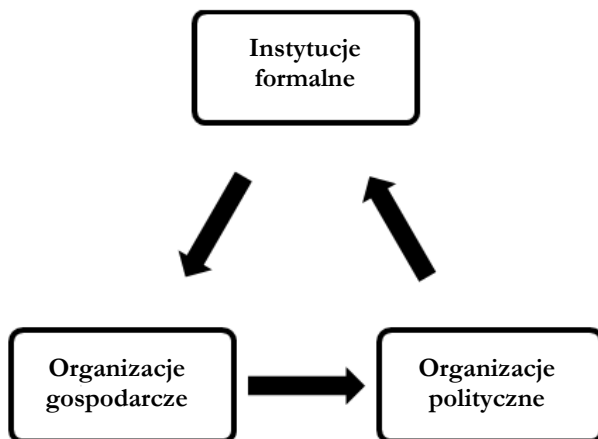 Instytucje
formalne
Organizacje
gospodarcze
Organizacje
polityczne